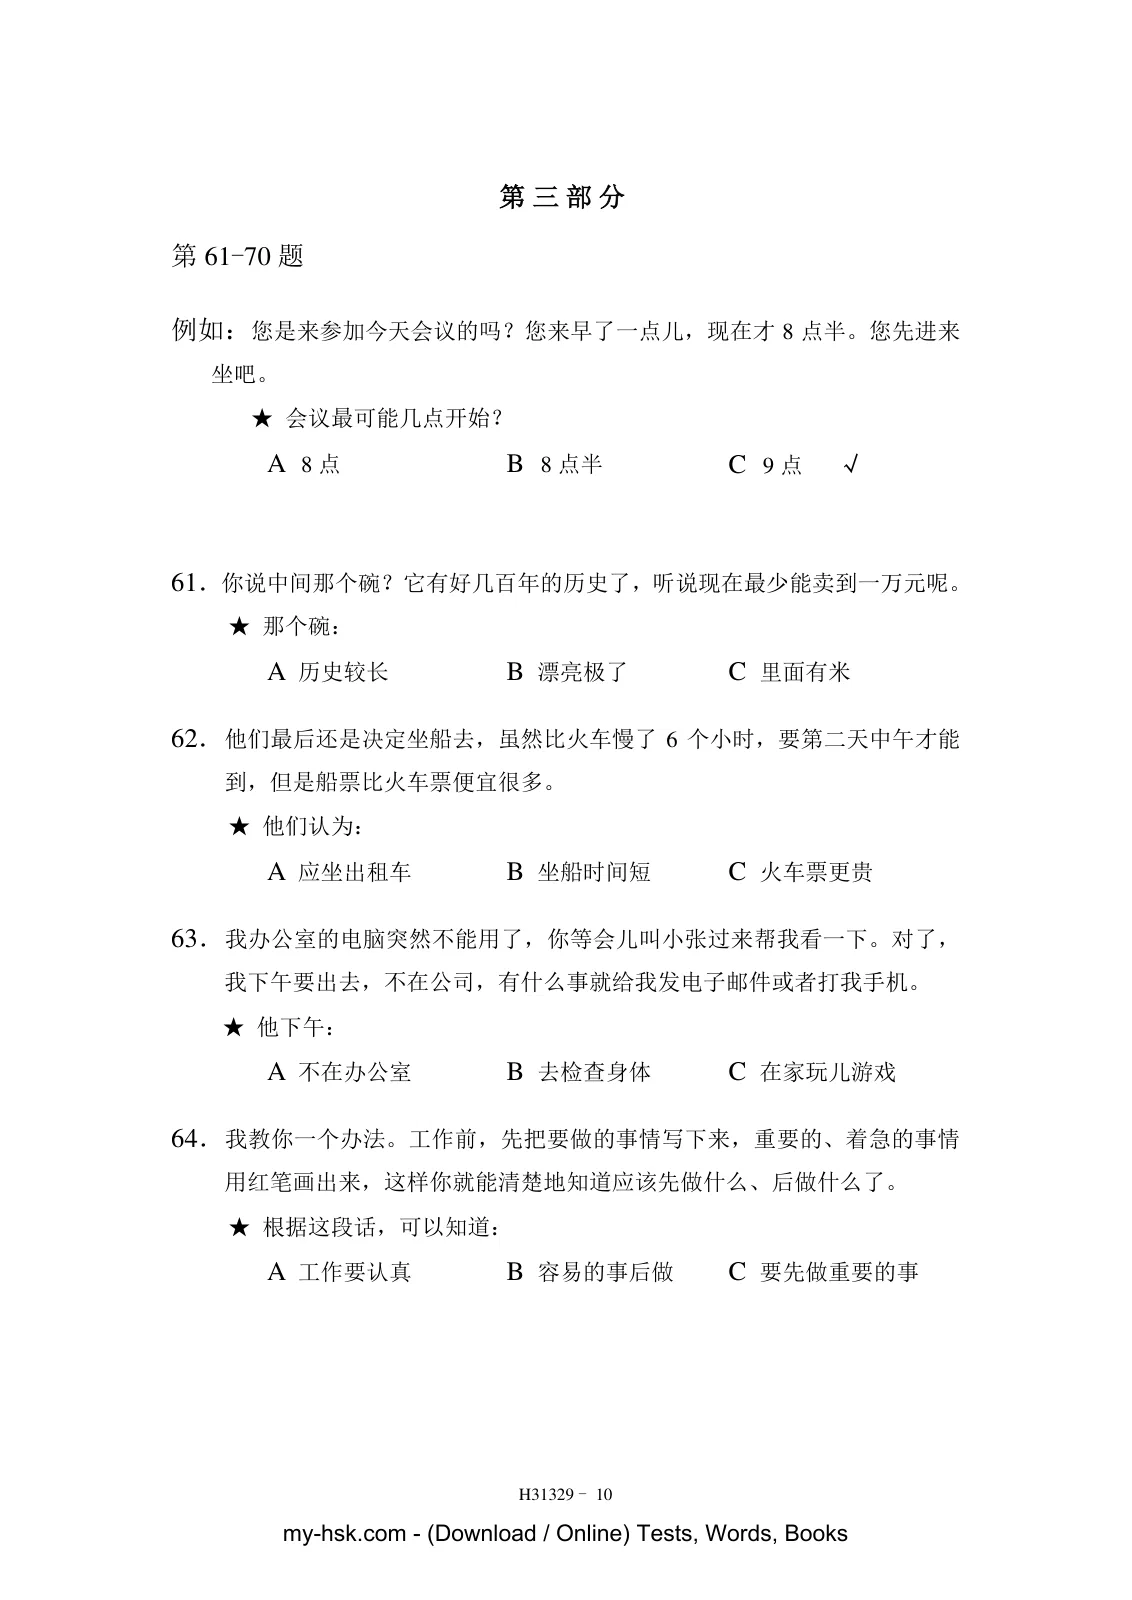 第三部分
第 61-70 题
例如：您是来参加今天会议的吗？您来早了一点儿，现在才 8 点半。您先进来
坐吧。
★ 会议最可能几点开始？
A 8 点 B 8 点半 C 9 点 √
61．你说中间那个碗？它有好几百年的历史了，听说现在最少能卖到一万元呢。
★ 那个碗：
A 历史较长 B 漂亮极了 C 里面有米
62．他们最后还是决定坐船去，虽然比火车慢了 6 个小时，要第二天中午才能
到，但是船票比火车票便宜很多。
★ 他们认为：
A 应坐出租车 B 坐船时间短 C 火车票更贵
63．我办公室的电脑突然不能用了，你等会儿叫小张过来帮我看一下。对了，
我下午要出去，不在公司，有什么事就给我发电子邮件或者打我手机。
★ 他下午：
A 不在办公室 B 去检查身体 C 在家玩儿游戏
64．我教你一个办法。工作前，先把要做的事情写下来，重要的、着急的事情
用红笔画出来，这样你就能清楚地知道应该先做什么、后做什么了。
★ 根据这段话，可以知道：
A 工作要认真 B 容易的事后做 C 要先做重要的事
H31329 - 10
my-hsk.com - (Download / Online) Tests, Words, Books